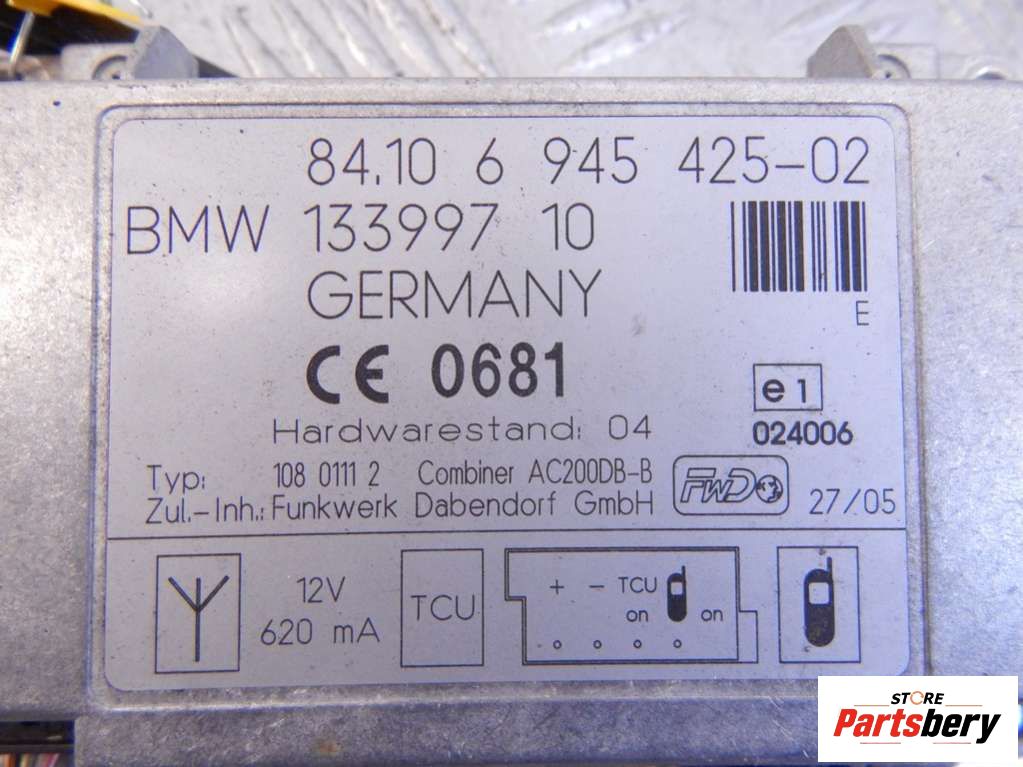 84.10 6 945 425-02
BMW 133997 10
GERMANY
E
CE 0681
e1
Hardwarestand: 04
024006
Typ: 108 0111 2 Combiner AC200DB-B
FWD
Zul.-Inh.: Funkwerk Dabendorf GmbH
27/05
12V
620 mA
TCU
+ - TCU
on on
STORE
Partsbery